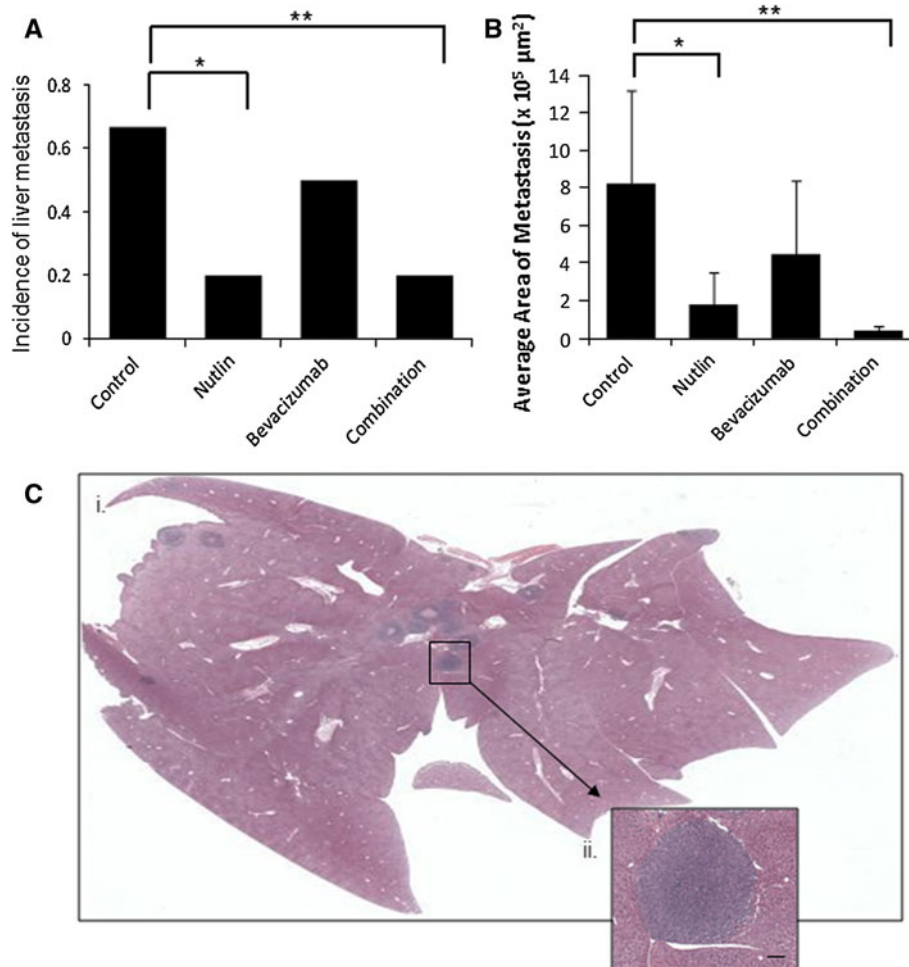 A
**
*
Incidence of liver metastasis
0.8
0.6
0.4
0.2
0
Control
Nutlin
Bevacizumab
Combination
B
**
*
Average Area of Metastasis (x 10⁵ µm²)
14
12
10
8
6
4
2
0
Control
Nutlin
Bevacizumab
Combination
C
i.
ii.